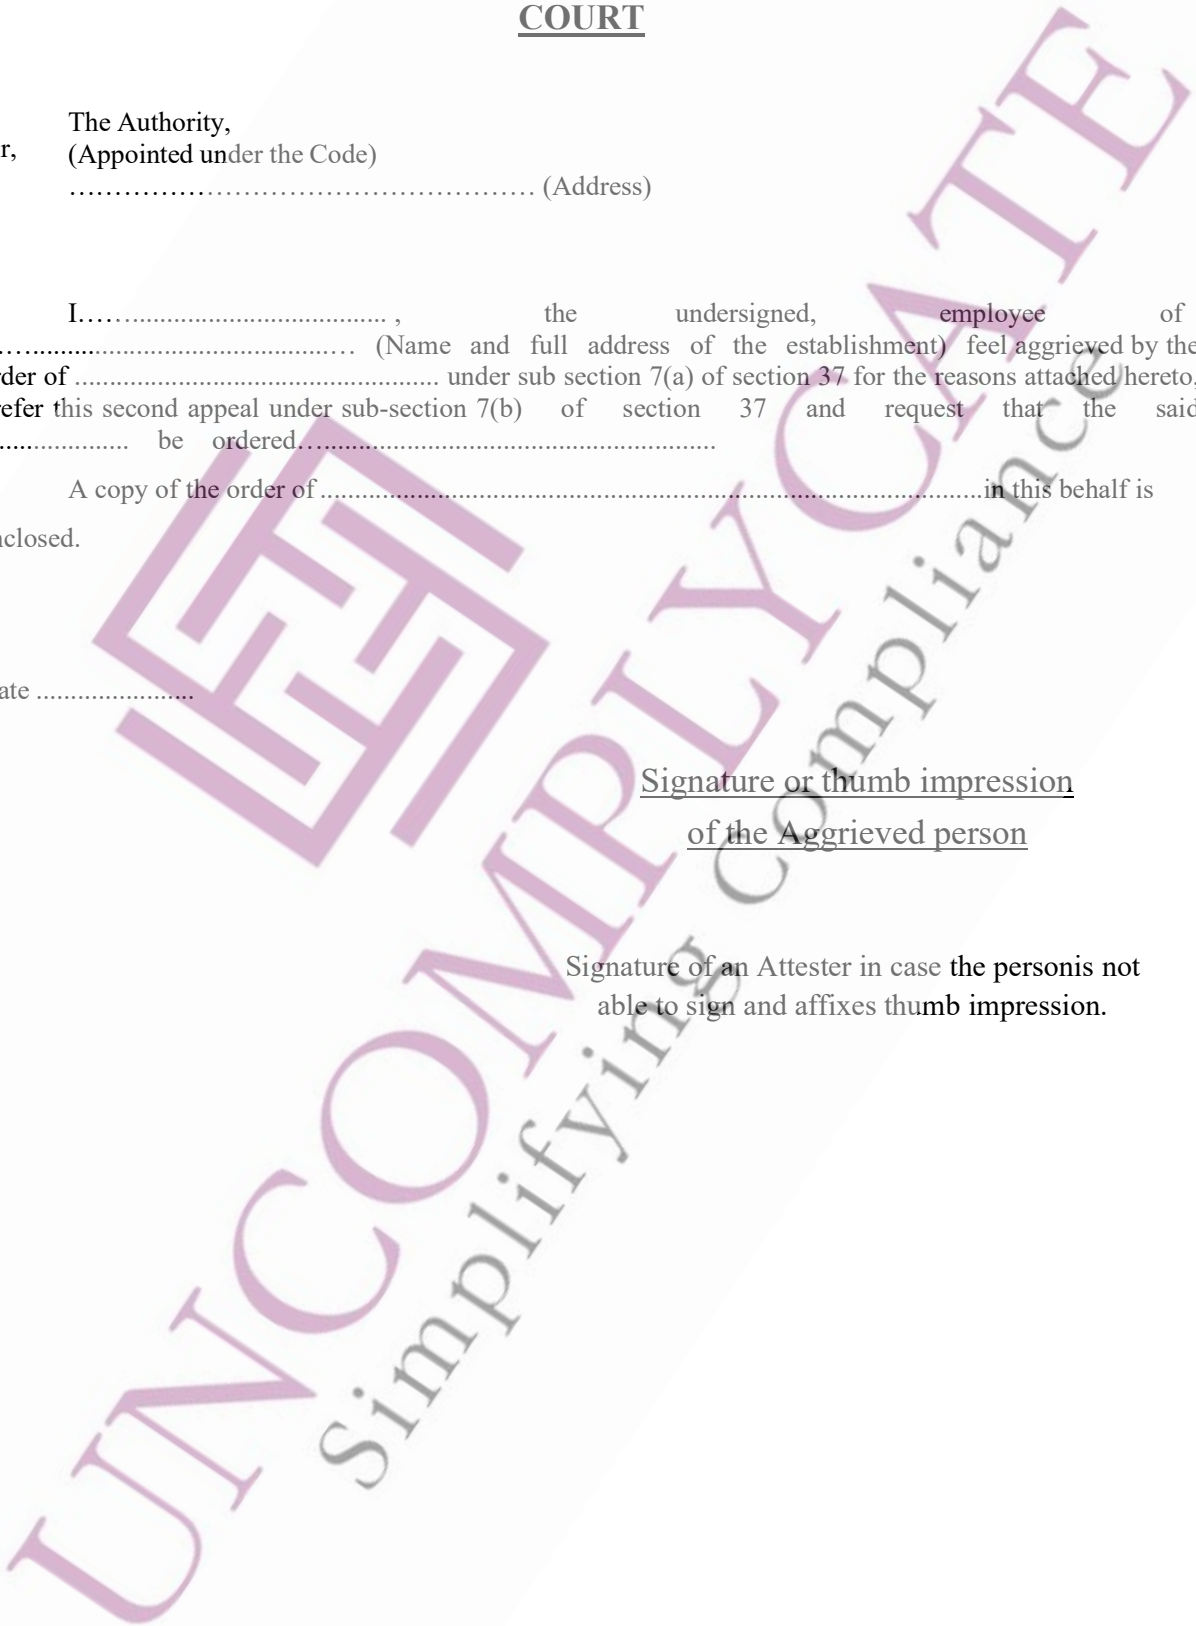 COURT
The Authority,
r, (Appointed under the Code)
…………………………………………… (Address)
I…….................................... , the undersigned, employee of
….............................................… (Name and full address of the establishment) feel aggrieved by the
rder of ..................................................... under sub section 7(a) of section 37 for the reasons attached hereto,
refer this second appeal under sub-section 7(b) of section 37 and request that the said
................... be ordered…..........................................................
A copy of the order of .................................................................................................in this behalf is
nclosed.
ate .......................
Signature or thumb impression
of the Aggrieved person
Signature of an Attester in case the personis not
able to sign and affixes thumb impression.
UNCOMPLYCATE
Simplifying Compliance